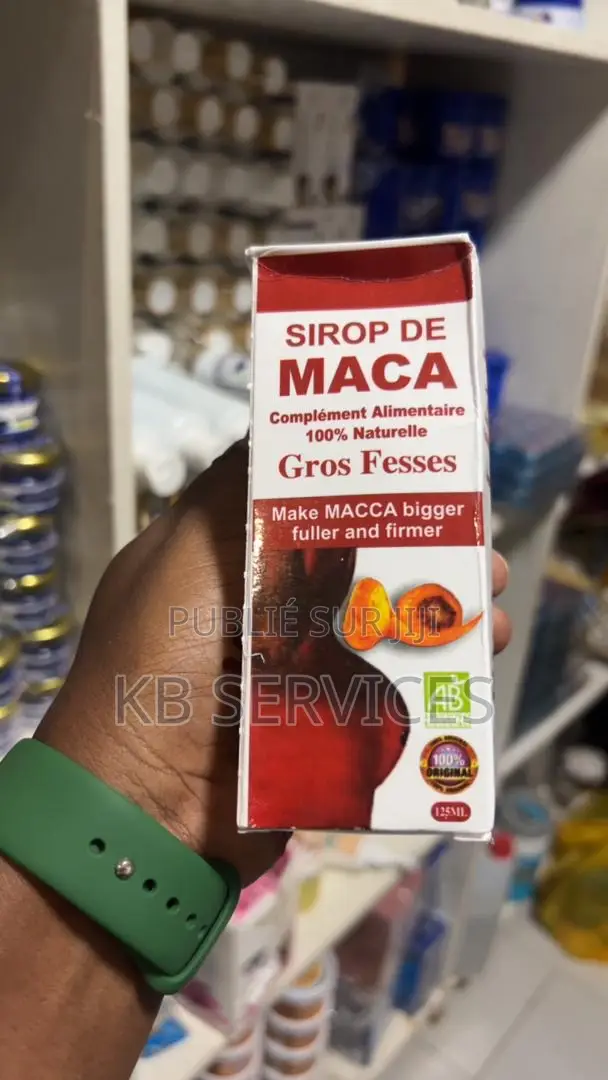 SIROP DE
MACA
Complément Alimentaire
100% Naturelle
Gros Fesses
Make MACCA bigger
fuller and firmer
PUBLIÉ SUR JIJI
KB SERVICES
AB
100%
ORIGINAL
125ML